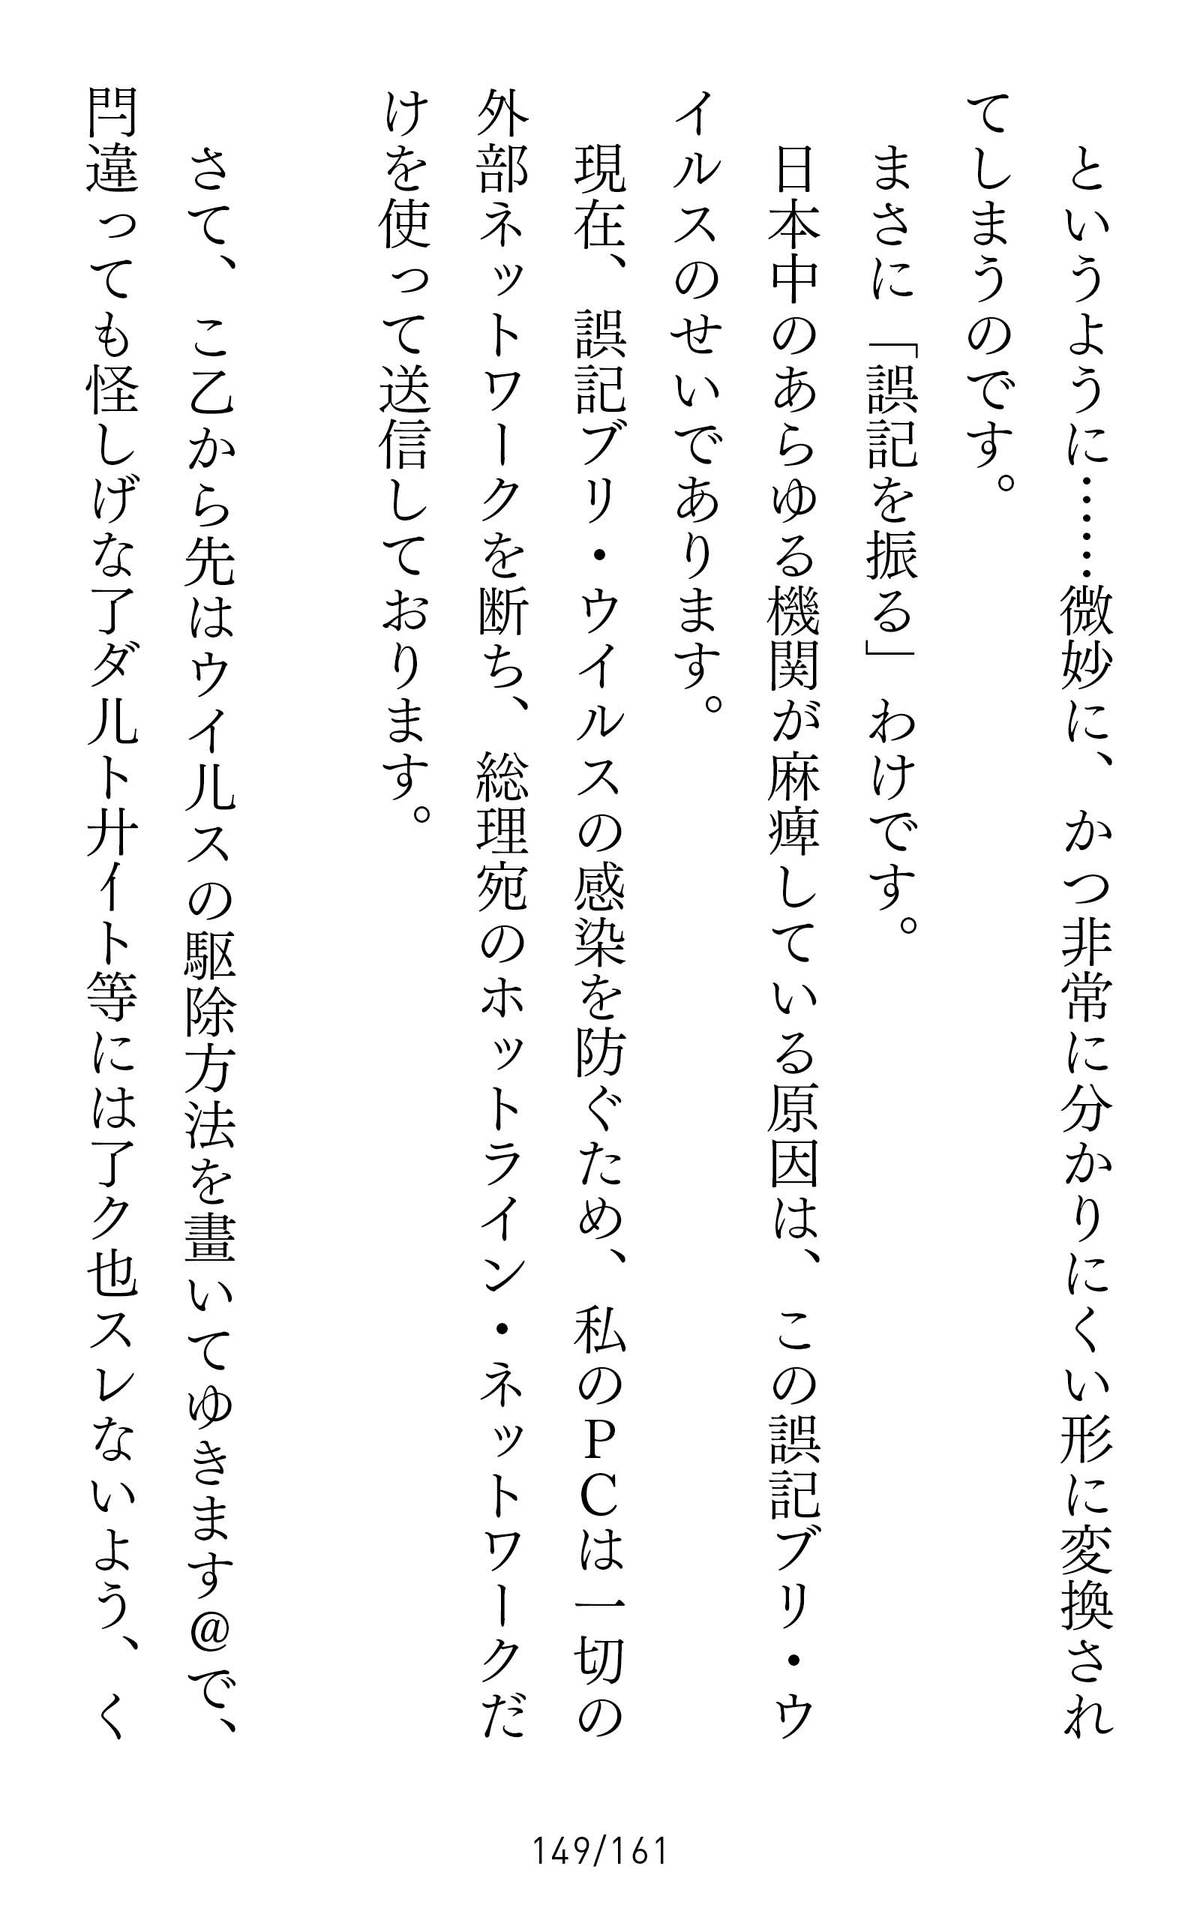 というように……微妙に、かつ非常に分かりにくい形に変換され
てしまうのです。
まさに「誤記を振る」わけです。
日本中のあらゆる機関が麻痺している原因は、この誤記ブリ・ウ
イルスのせいであります。
現在、誤記ブリ・ウイルスの感染を防ぐため、私のＰＣは一切の
外部ネットワークを断ち、総理宛のホットライン・ネットワークだ
けを使って送信しております。
さて、こ乙から先はウイ儿スの駆除方法を畫いてゆきます＠で、
閂違っても怪しげな了ダ儿ト廾イト等には了ク也スレないよう、く
149/161